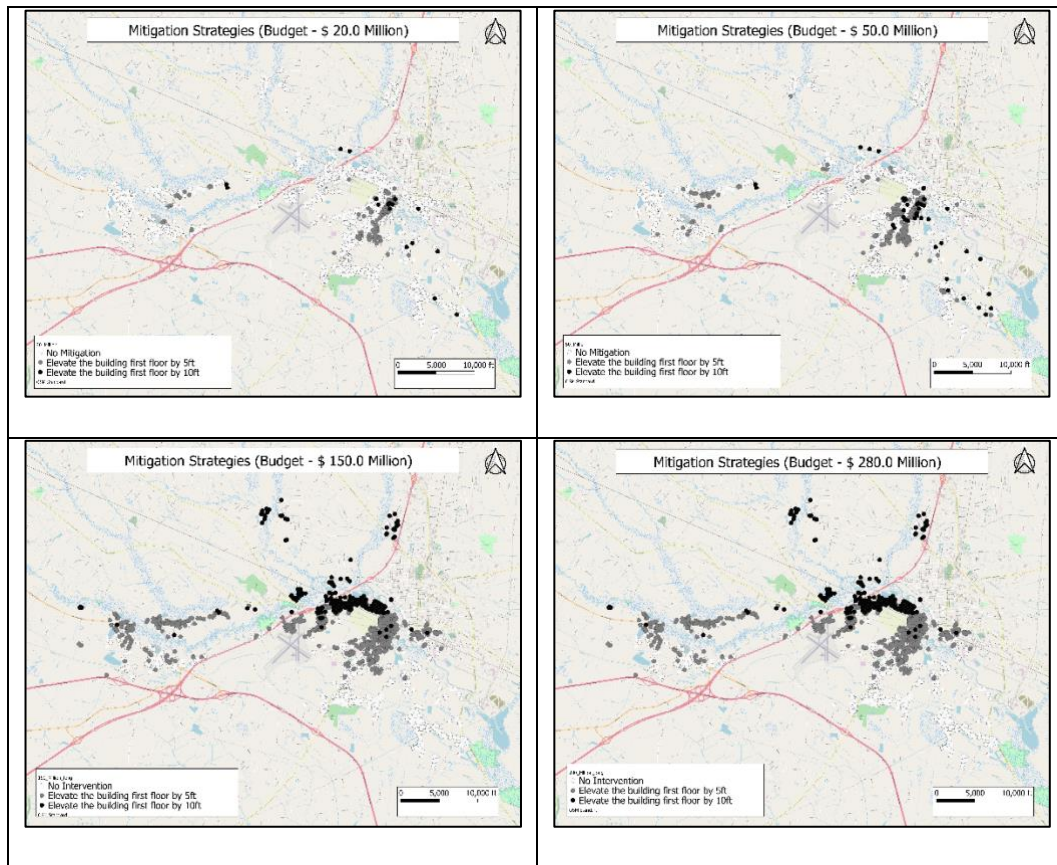 Mitigation Strategies (Budget - $ 20.0 Million)
No Mitigation
Elevate the building first floor by 5ft
Elevate the building first floor by 10ft
0 5,000 10,000 ft
Mitigation Strategies (Budget - $ 50.0 Million)
No Mitigation
Elevate the building first floor by 5ft
Elevate the building first floor by 10ft
0 5,000 10,000 ft
Mitigation Strategies (Budget - $ 150.0 Million)
No Intervention
Elevate the building first floor by 5ft
Elevate the building first floor by 10ft
0 5,000 10,000 ft
Mitigation Strategies (Budget - $ 280.0 Million)
No Intervention
Elevate the building first floor by 5ft
Elevate the building first floor by 10ft
0 5,000 10,000 ft